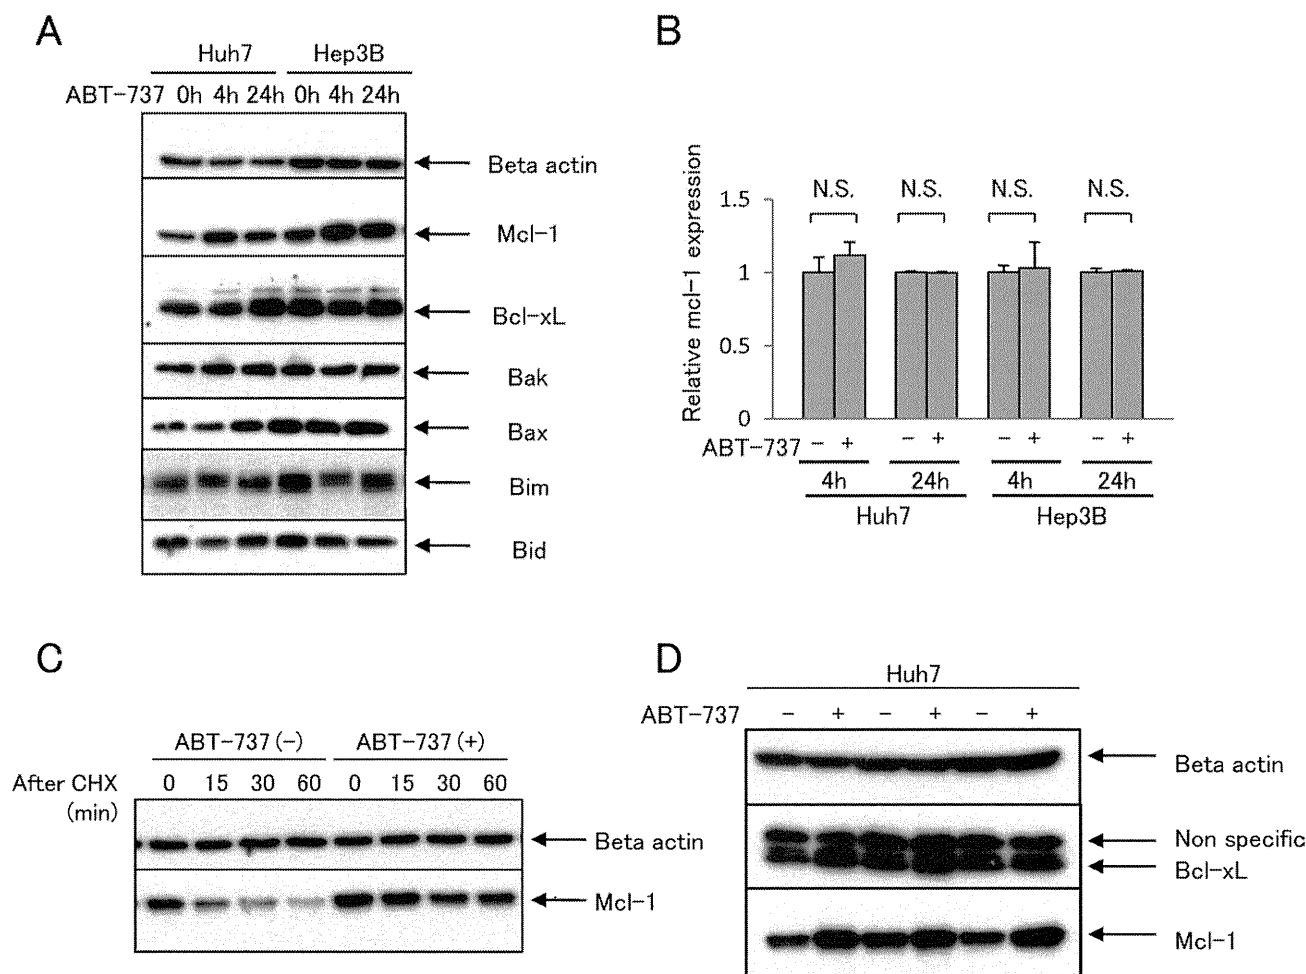 A
Huh7 Hep3B
ABT-737 0h 4h 24h 0h 4h 24h
Beta actin
Mcl-1
Bcl-xL
Bak
Bax
Bim
Bid
B
Relative mcl-1 expression
N.S. N.S. N.S. N.S.
1.5
1
0.5
0
ABT-737 − + − + − + − +
4h 24h 4h 24h
Huh7 Hep3B
C
ABT-737 (−) ABT-737 (+)
After CHX 0 15 30 60 0 15 30 60
(min)
Beta actin
Mcl-1
D
Huh7
ABT-737 − + − + − +
Beta actin
Non specific
Bcl-xL
Mcl-1